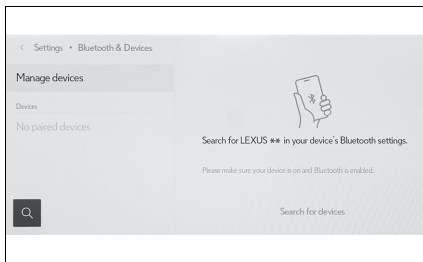 < Settings • Bluetooth & Devices
Manage devices
Devices
No paired devices
Search for LEXUS ** in your device's Bluetooth settings.
Please make sure your device is on and Bluetooth is enabled.
Search for devices